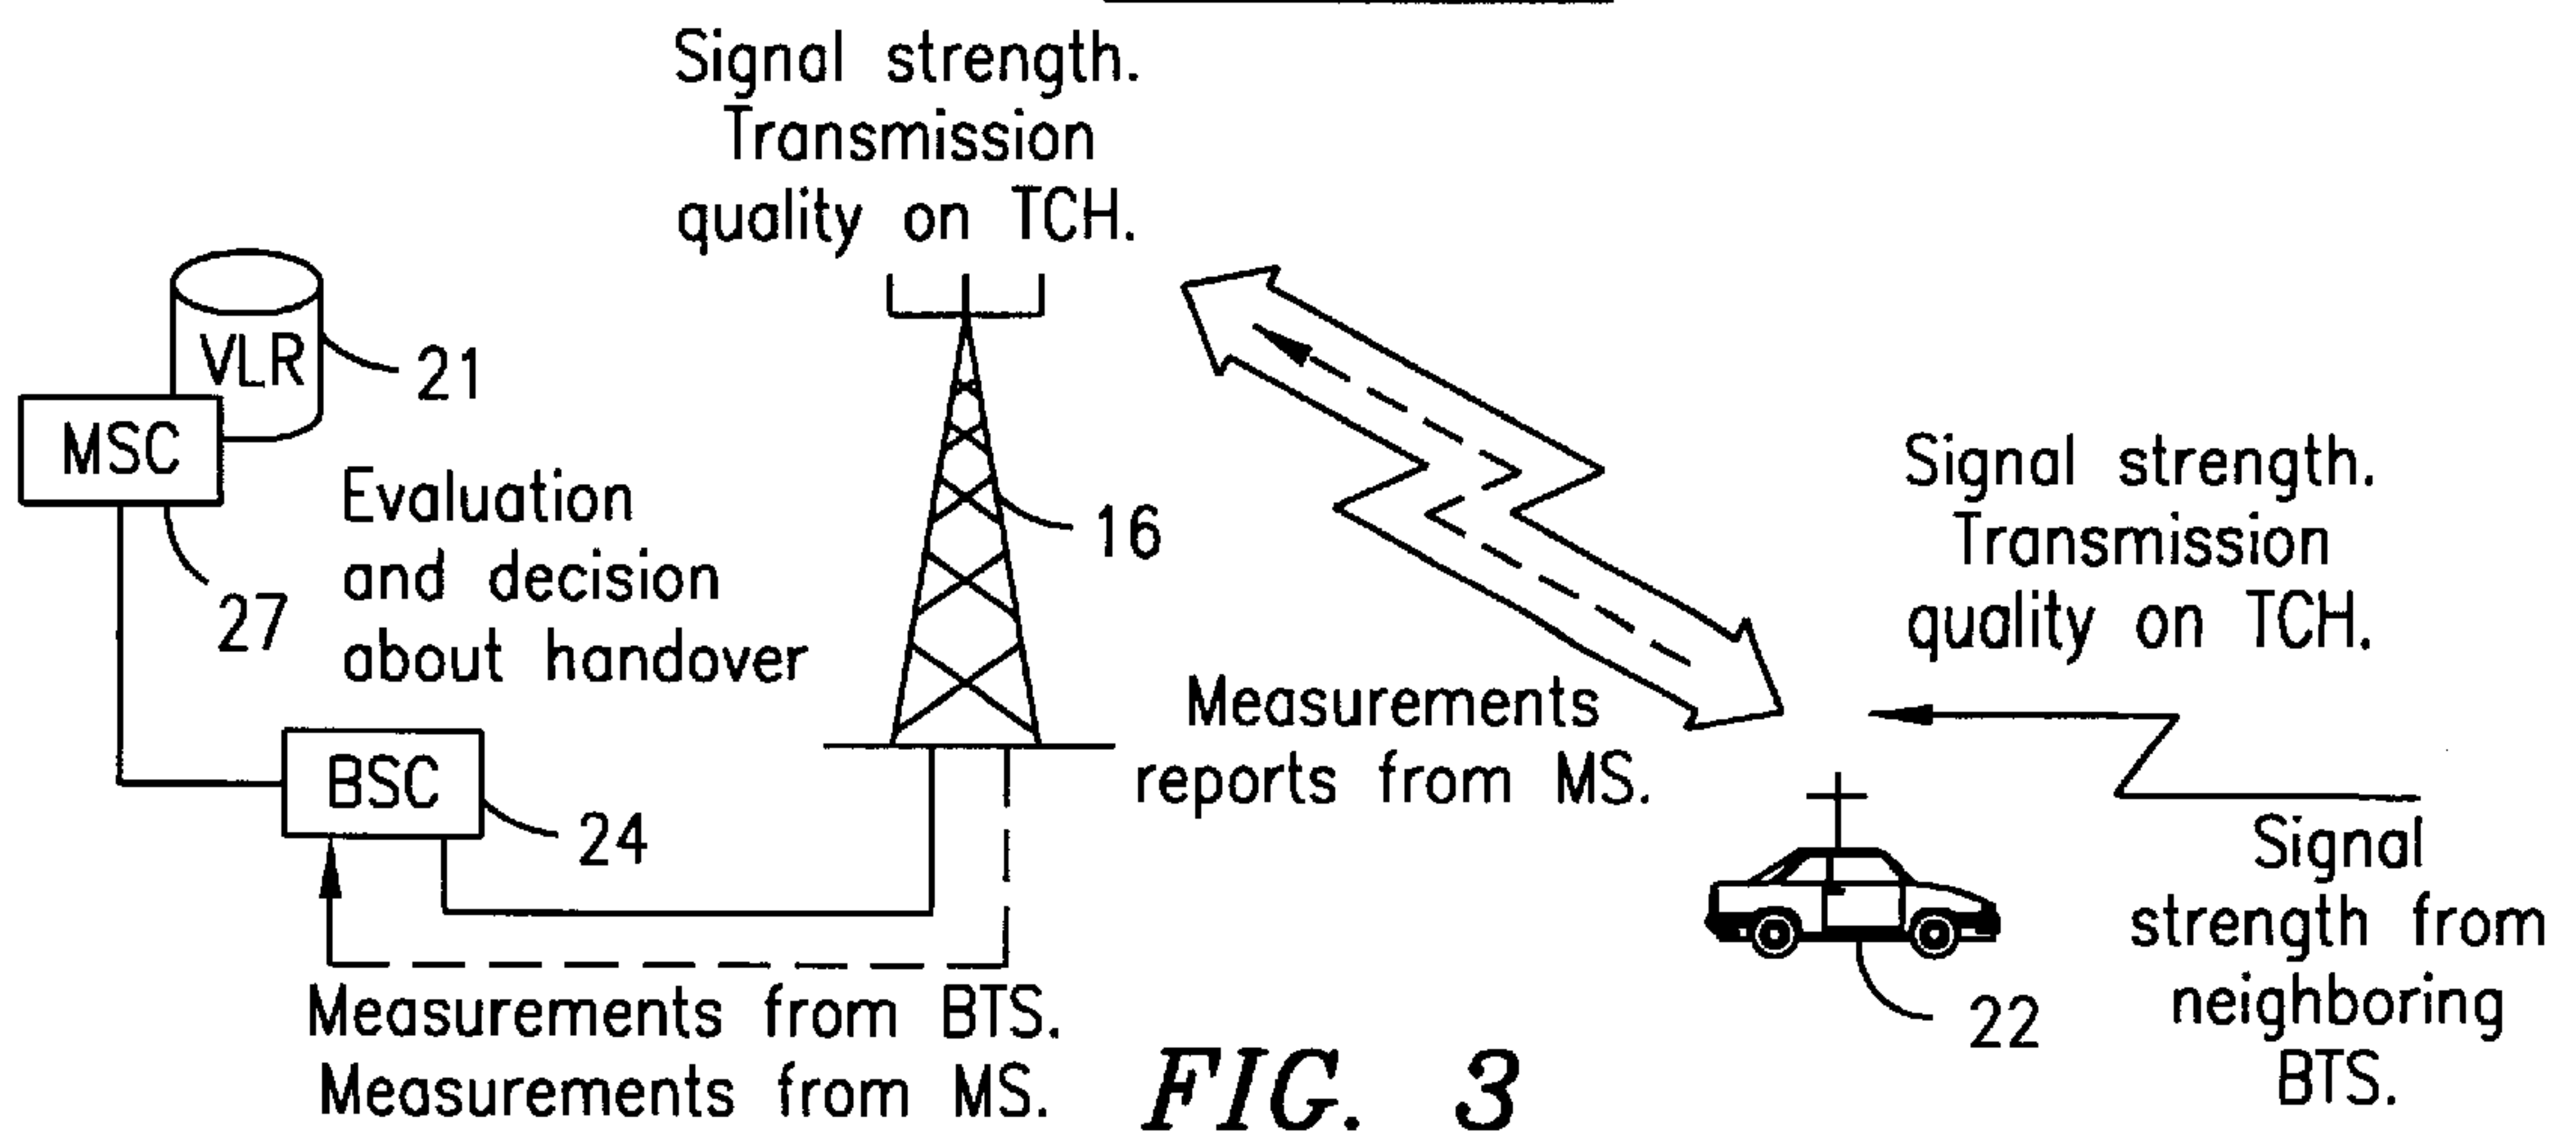 Signal strength.
Transmission
quality on TCH.
VLR
21
MSC
27
Evaluation
and decision
about handover
16
Signal strength.
Transmission
quality on TCH.
Measurements
reports from MS.
BSC
24
22
Signal
strength from
neighboring
BTS.
Measurements from BTS.
Measurements from MS.
FIG. 3